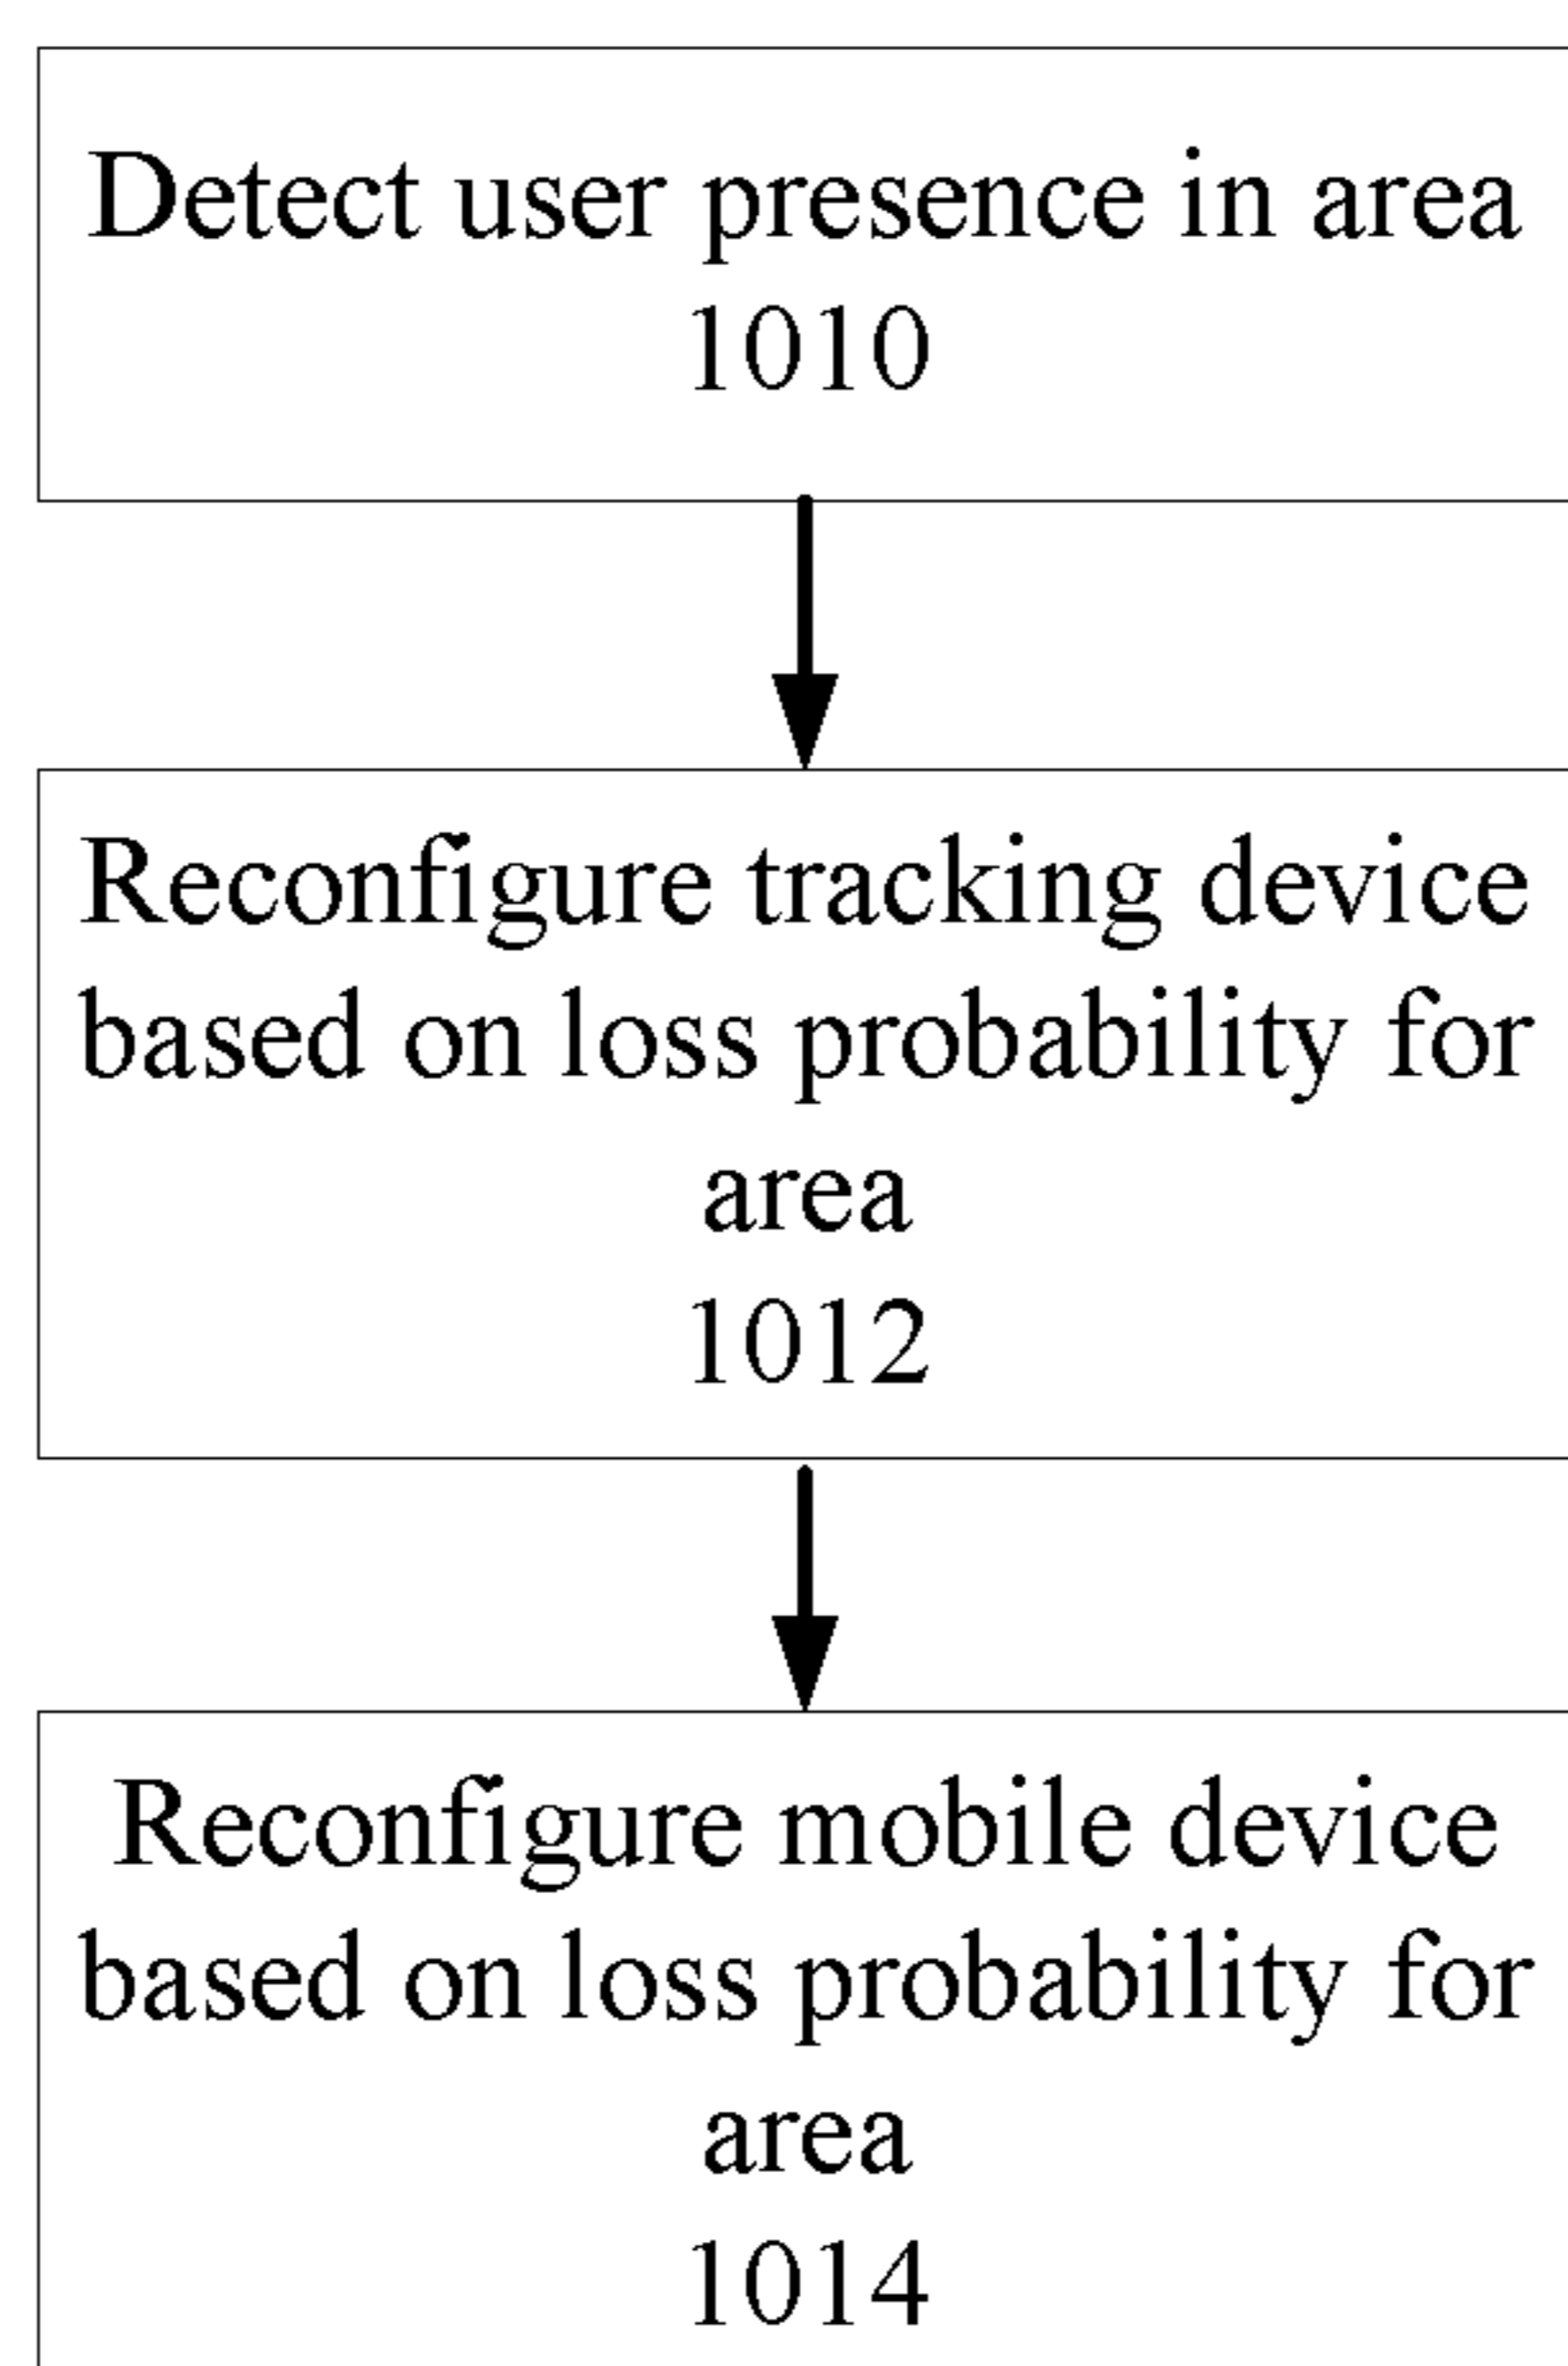 Detect user presence in area
1010
Reconfigure tracking device
based on loss probability for
area
1012
Reconfigure mobile device
based on loss probability for
area
1014